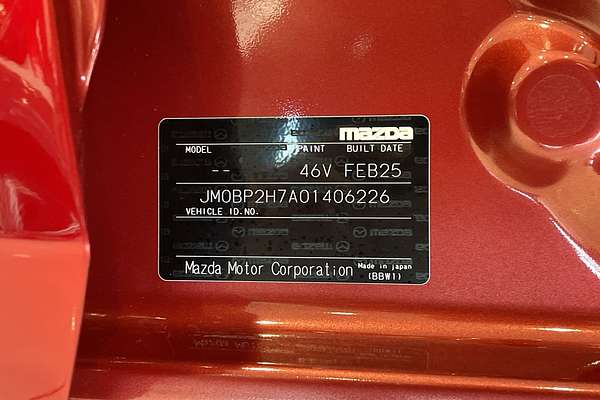 mazda
MODEL PAINT BUILT DATE
-- 46V FEB25
JM0BP2H7A01406226
VEHICLE ID.NO.
Mazda Motor Corporation Made in japan
(BBW1)